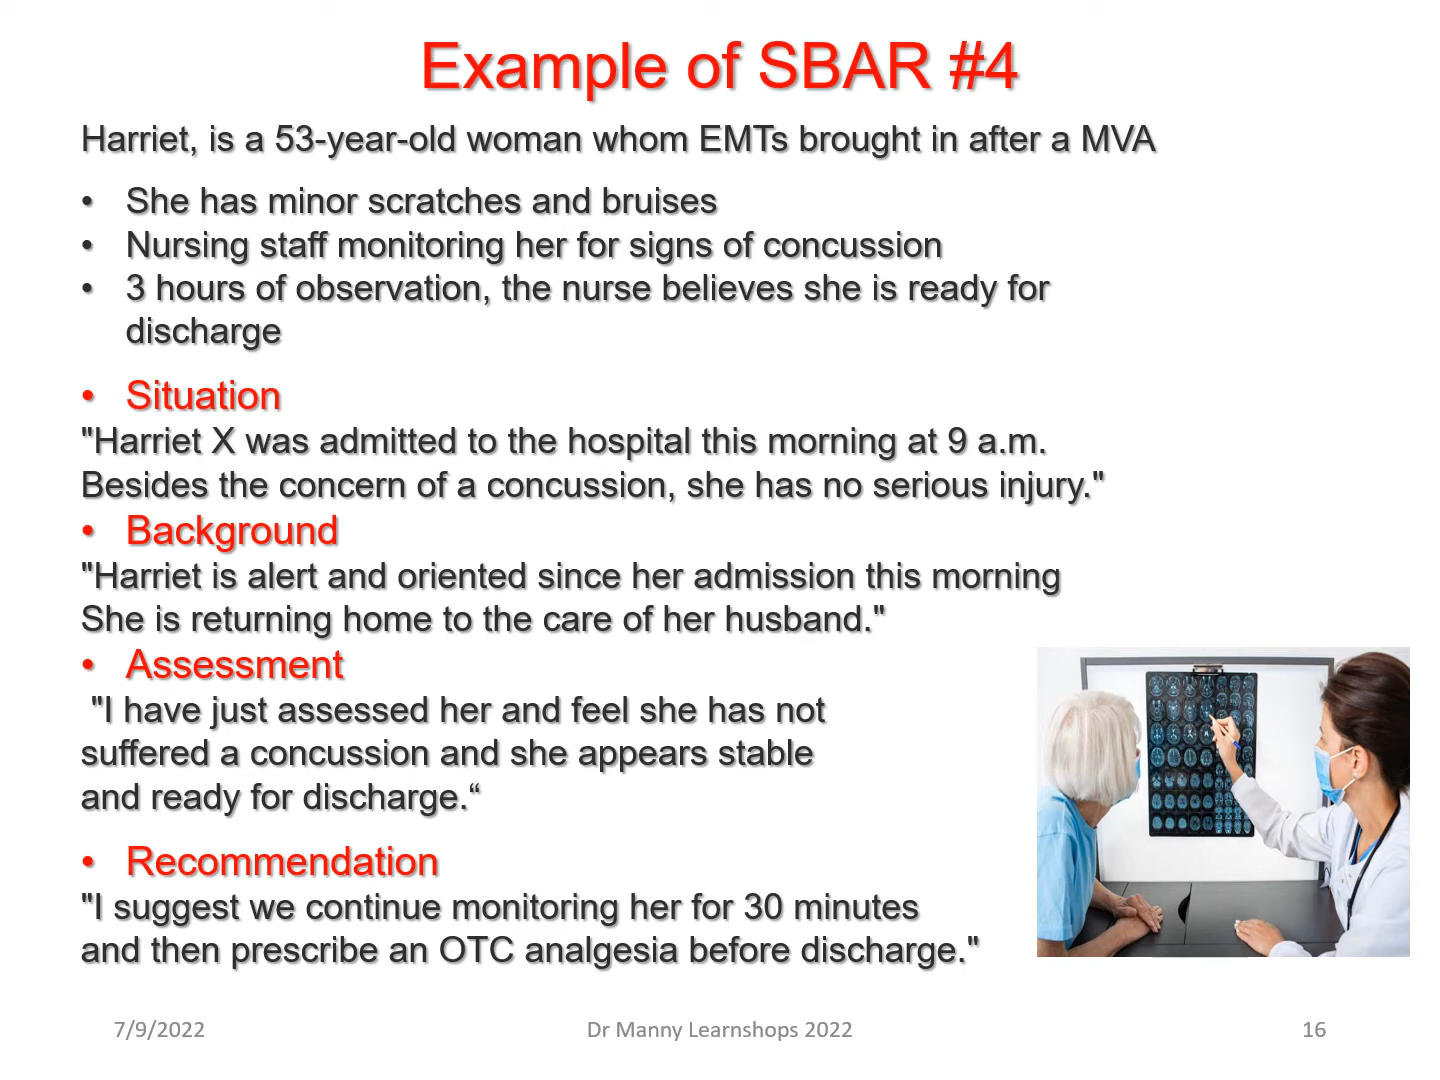 Example of SBAR #4
Harriet, is a 53-year-old woman whom EMTs brought in after a MVA
• She has minor scratches and bruises
• Nursing staff monitoring her for signs of concussion
• 3 hours of observation, the nurse believes she is ready for
discharge
• Situation
"Harriet X was admitted to the hospital this morning at 9 a.m.
Besides the concern of a concussion, she has no serious injury."
• Background
"Harriet is alert and oriented since her admission this morning
She is returning home to the care of her husband."
• Assessment
"I have just assessed her and feel she has not
suffered a concussion and she appears stable
and ready for discharge.“
• Recommendation
"I suggest we continue monitoring her for 30 minutes
and then prescribe an OTC analgesia before discharge."
7/9/2022
Dr Manny Learnshops 2022
16